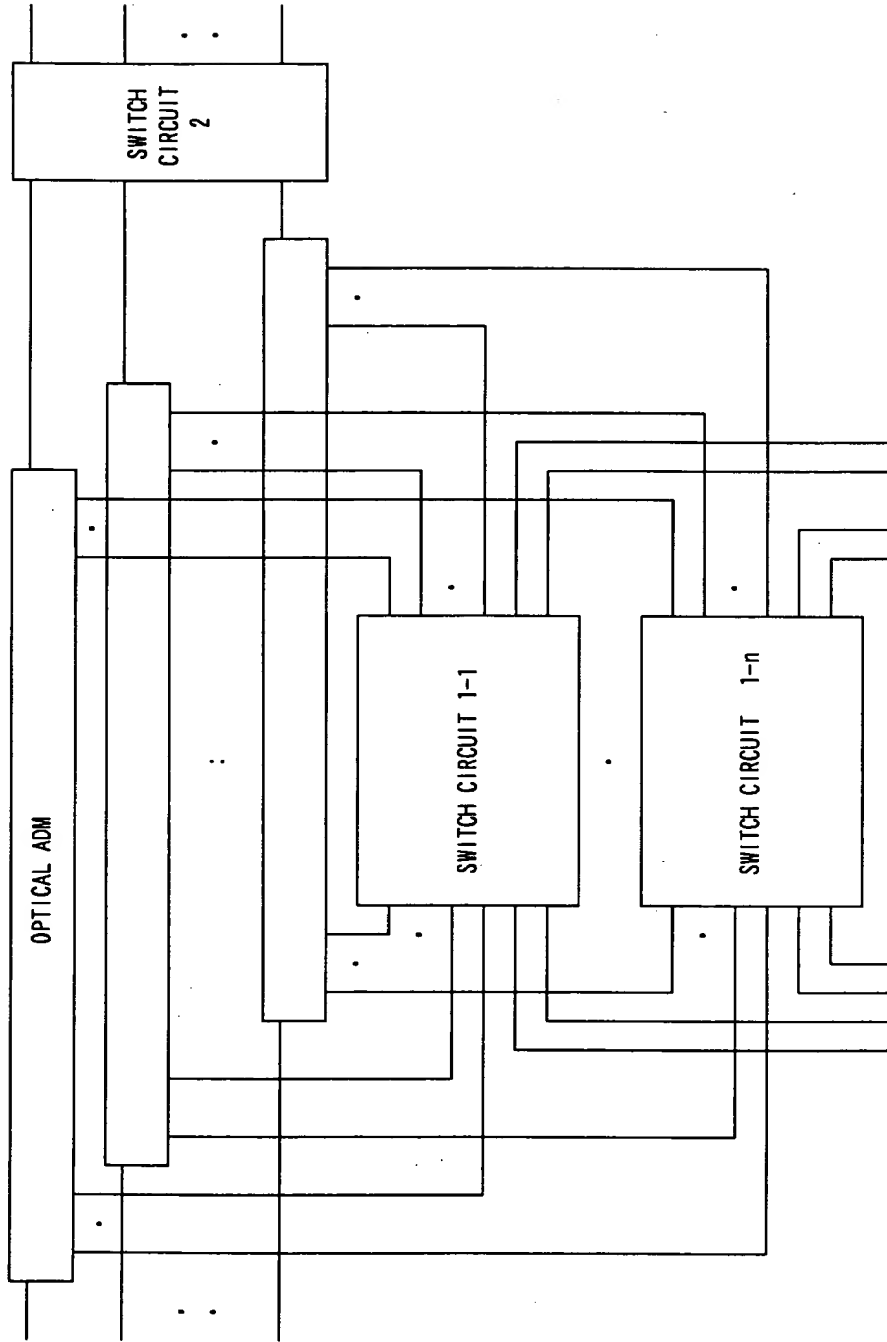 OPTICAL ADM
SWITCH
CIRCUIT
2
SWITCH CIRCUIT 1-1
SWITCH CIRCUIT 1-n